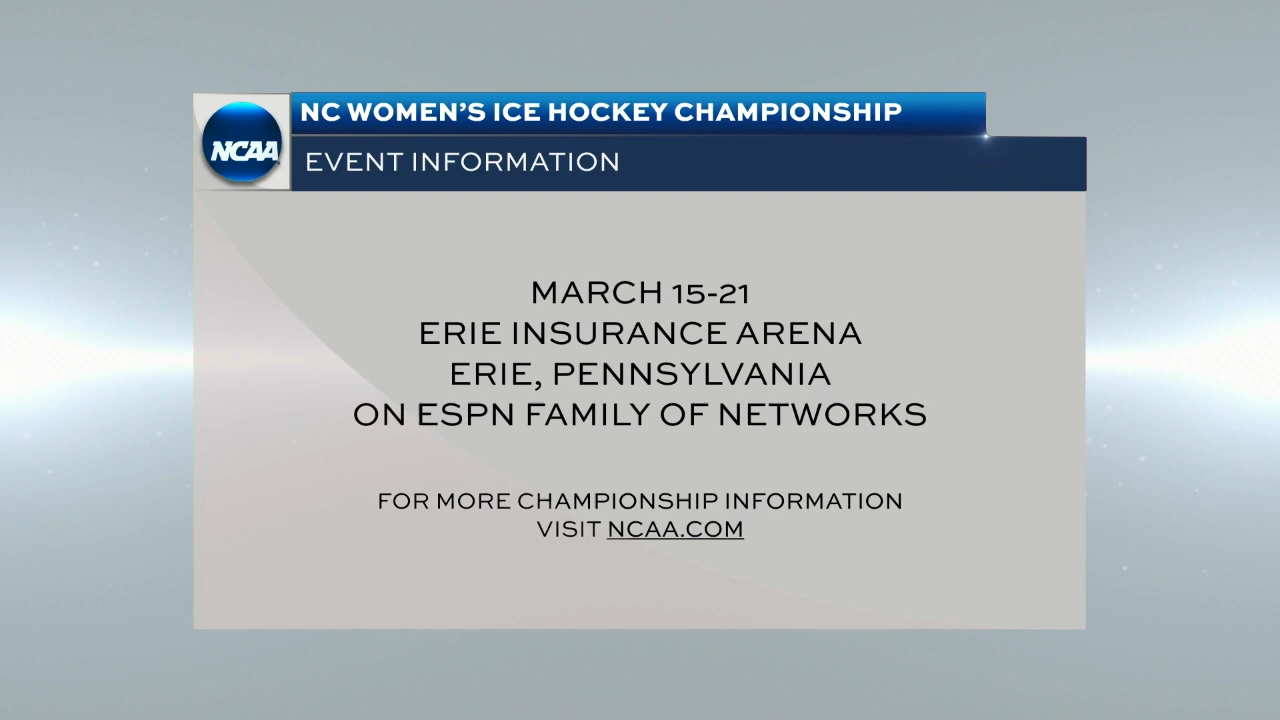 NCAA
NC WOMEN'S ICE HOCKEY CHAMPIONSHIP
EVENT INFORMATION
MARCH 15-21
ERIE INSURANCE ARENA
ERIE, PENNSYLVANIA
ON ESPN FAMILY OF NETWORKS
FOR MORE CHAMPIONSHIP INFORMATION
VISIT NCAA.COM